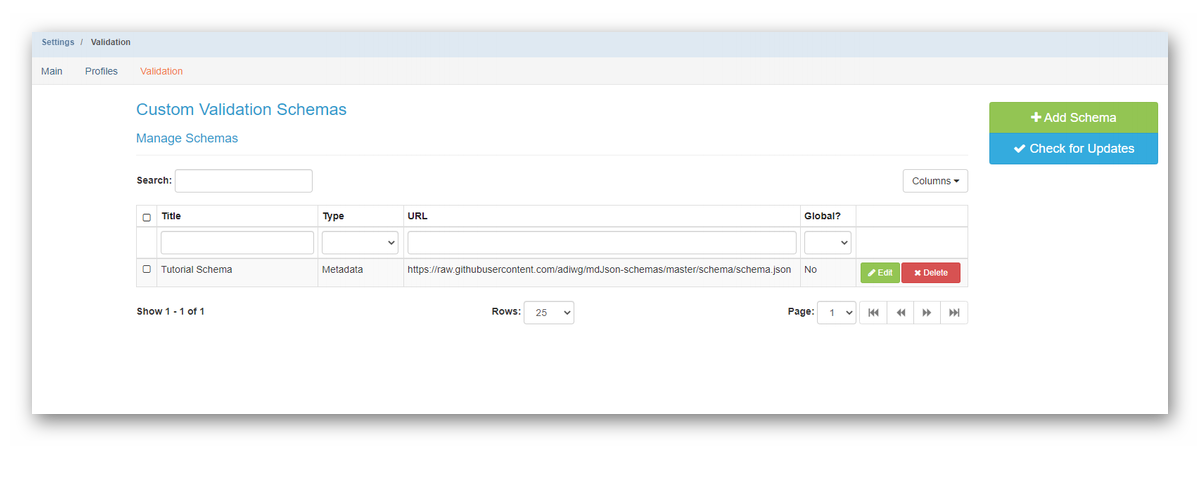 Settings / Validation
Main Profiles Validation
Custom Validation Schemas
Manage Schemas
Add Schema
Check for Updates
Search:
Columns
Title Type URL Global?
Tutorial Schema Metadata https://raw.githubusercontent.com/adiwg/mdJson-schemas/master/schema/schema.json No Edit Delete
Show 1 - 1 of 1 Rows: 25 Page: 1